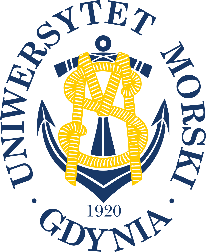 UNIWERSYTET MORSKI
· GDYNIA ·
1920